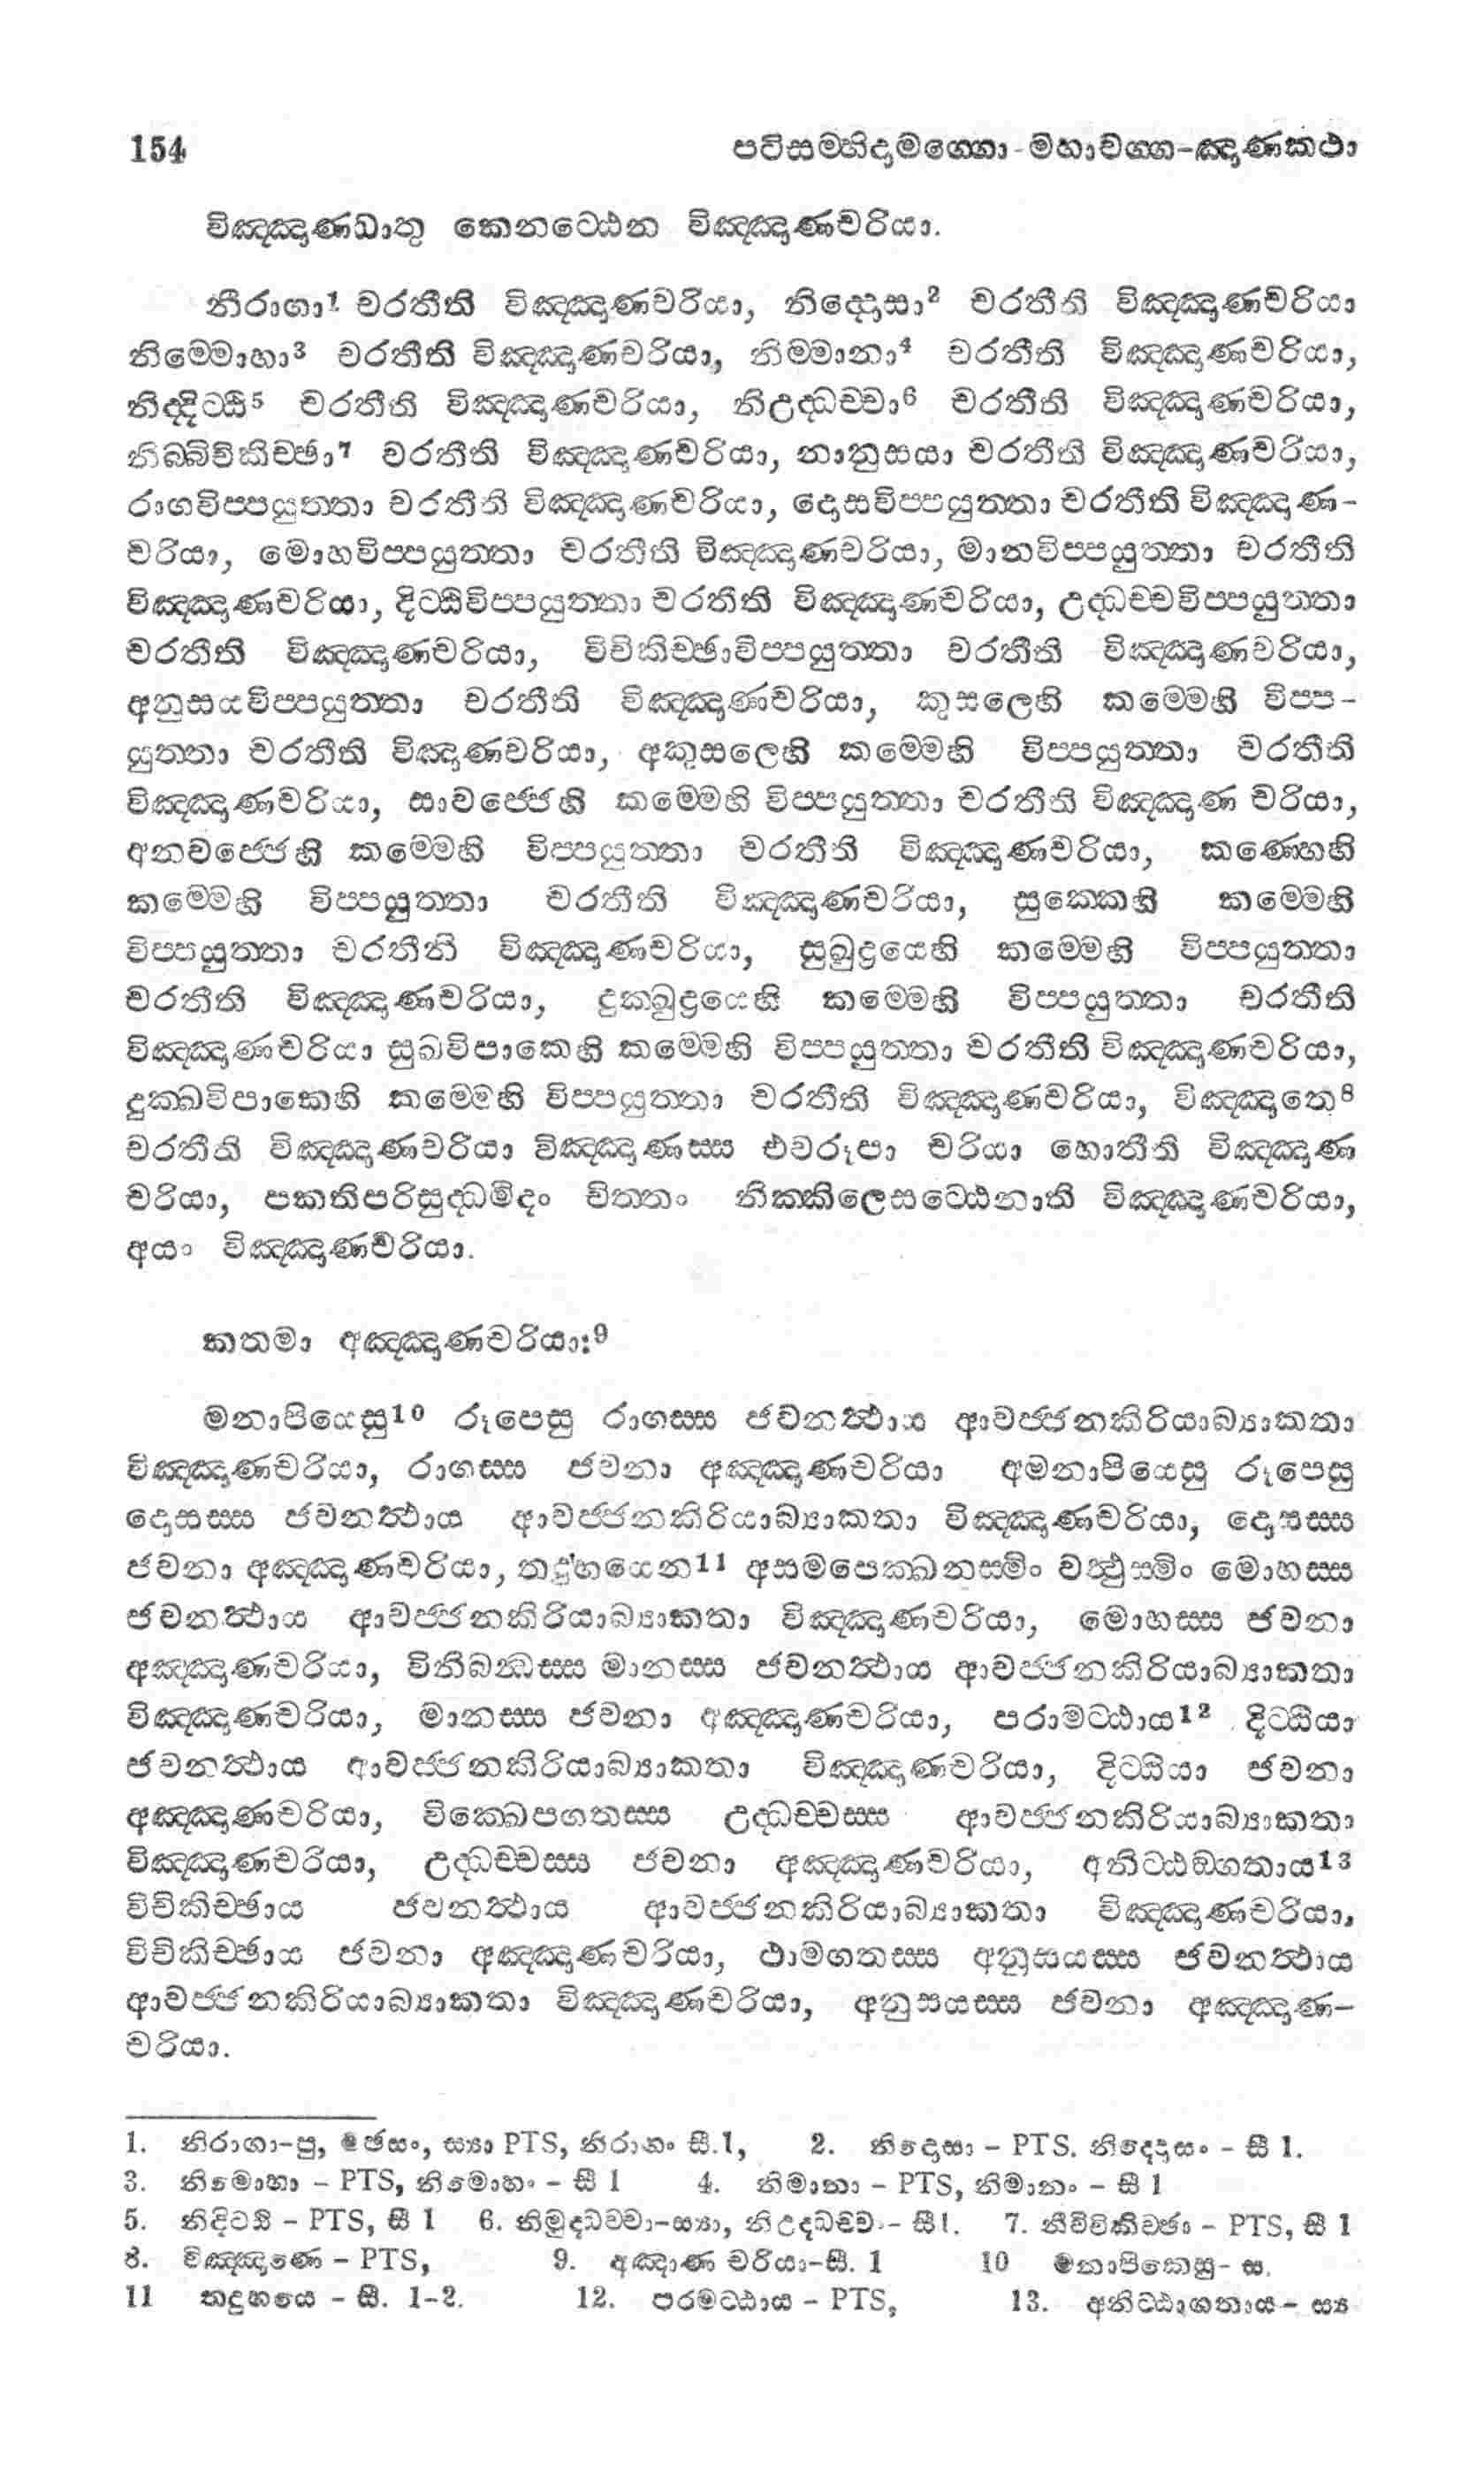 154 පටිසම්භිදාමග්ගො-මහාවග්ග-ඤාණකථා
විඤ්ඤාණධාතු කෙනට්ඨෙන විඤ්ඤාණචරියා.
නීරාගා¹ චරතීති විඤ්ඤාණචරියා, නිද්දොසා² චරතීති විඤ්ඤාණචරියා
නිම්මොහා³ චරතීති විඤ්ඤාණචරියා, නිම්මානා⁴ චරතීති විඤ්ඤාණචරියා,
නිද්දිට්ඨි⁵ චරතීති විඤ්ඤාණචරියා, නිඋද්ධච්චා⁶ චරතීති විඤ්ඤාණචරියා,
නිබ්බිචිකිච්ඡා⁷ චරතීති විඤ්ඤාණචරියා, නානුසයා චරතීති විඤ්ඤාණචරියා,
රාගවිප්පයුත්තා චරතීති විඤ්ඤාණචරියා, දොසවිප්පයුත්තා චරතීති විඤ්ඤාණ-
චරියා, මොහවිප්පයුත්තා චරතීති විඤ්ඤාණචරියා, මානවිප්පයුත්තා චරතීති
විඤ්ඤාණචරියා, දිට්ඨිවිප්පයුත්තා චරතීති විඤ්ඤාණචරියා, උද්ධච්චවිප්පයුත්තා
චරතීති විඤ්ඤාණචරියා, විචිකිච්ඡාවිප්පයුත්තා චරතීති විඤ්ඤාණචරියා,
අනුසයවිප්පයුත්තා චරතීති විඤ්ඤාණචරියා, කුසලෙහි කම්මෙහි විප්ප-
යුත්තා චරතීති විඤාණචරියා, අකුසලෙහි කම්මෙහි විප්පයුත්තා චරතීති
විඤ්ඤාණචරියා, සාවජ්ජෙහි කම්මෙහි විප්පයුත්තා චරතීති විඤ්ඤාණ චරියා,
අනවජ්ජෙහි කම්මෙහි විප්පයුත්තා චරතීති විඤ්ඤාණචරියා, කණ්හෙහි
කම්මෙහි විප්පයුත්තා චරතීති විඤ්ඤාණචරියා, සුක්කෙහි කම්මෙහි
විප්පයුත්තා චරතීති විඤ්ඤාණචරියා, සුඛුද්‍රයෙහි කම්මෙහි විප්පයුත්තා
චරතීති විඤ්ඤාණචරියා, දුක්ඛුද්‍රයෙහි කම්මෙහි විප්පයුත්තා චරතීති
විඤ්ඤාණචරියා සුඛවිපාකෙහි කම්මෙහි විප්පයුත්තා චරතීති විඤ්ඤාණචරියා,
දුක්ඛවිපාකෙහි කම්මෙහි විප්පයුත්තා චරතීති විඤ්ඤාණචරියා, විඤ්ඤාතෙ⁸
චරතීති විඤ්ඤාණචරියා විඤ්ඤාණස්ස එවරූපා චරියා හොතීති විඤ්ඤාණ
චරියා, පකතිපරිසුද්ධමිදං චිත්තං නික්කිලෙසට්ඨෙනාති විඤ්ඤාණචරියා,
අයං විඤ්ඤාණචරියා.
කතමා අඤ්ඤාණචරියා:⁹
මනාපියෙසු¹⁰ රූපෙසු රාගස්ස ජවනත්ථාය ආවජ්ජනකිරියාබ්‍යාකතා
විඤ්ඤාණචරියා, රාගස්ස ජවනා අඤ්ඤාණචරියා අමනාපියෙසු රූපෙසු
දොසස්ස ජවනත්ථාය ආවජ්ජනකිරියාබ්‍යාකතා විඤ්ඤාණචරියා, දොසස්ස
ජවනා අඤ්ඤාණචරියා, තදුභයෙන¹¹ අසමපෙක්ඛනස්මිං වත්ථුස්මිං මොහස්ස
ජවනත්ථාය ආවජ්ජනකිරියාබ්‍යාකතා විඤ්ඤාණචරියා, මොහස්ස ජවනා
අඤ්ඤාණචරියා, විනිබන්ධස්ස මානස්ස ජවනත්ථාය ආවජ්ජනකිරියාබ්‍යාකතා
විඤ්ඤාණචරියා, මානස්ස ජවනා අඤ්ඤාණචරියා, පරාමට්ඨාය¹² දිට්ඨියා
ජවනත්ථාය ආවජ්ජනකිරියාබ්‍යාකතා විඤ්ඤාණචරියා, දිට්ඨියා ජවනා
අඤ්ඤාණචරියා, වික්ඛෙපගතස්ස උද්ධච්චස්ස ආවජ්ජනකිරියාබ්‍යාකතා
විඤ්ඤාණචරියා, උද්ධච්චස්ස ජවනා අඤ්ඤාණචරියා, අනිට්ඨඞ්ගතාය¹³
විචිකිච්ඡාය ජවනත්ථාය ආවජ්ජනකිරියාබ්‍යාකතා විඤ්ඤාණචරියා,
විචිකිච්ඡාය ජවනා අඤ්ඤාණචරියා, ථාමගතස්ස අනුසයස්ස ජවනත්ථාය
ආවජ්ජනකිරියාබ්‍යාකතා විඤ්ඤාණචරියා, අනුසයස්ස ජවනා අඤ්ඤාණ-
චරියා.
1. නිරාගා-පු, මඡසං, ස්‍යා PTS, නිරාගං සී.1, 2. නිදොසා - PTS. නිද්දොසං - සී 1.
3. නිමොහා - PTS, නිමොහං - සී 1 4. නිමානා - PTS, නිමානං - සී 1
5. නිදිට්ඨි - PTS, සී 1 6. නිමුද්ධච්චා-ස්‍යා, නිඋද්ධච්චං - සී1. 7. නිවිචිකිච්ඡා - PTS, සී 1
8. විඤ්ඤාණෙ - PTS, 9. අඤාණ චරියා-සී. 1 10 මනාපිකෙසු- ස.
11 තදුභයෙ - සී. 1-2. 12. පරමට්ඨාය - PTS, 13. අනිට්ඨාගතාය - ස්‍ය